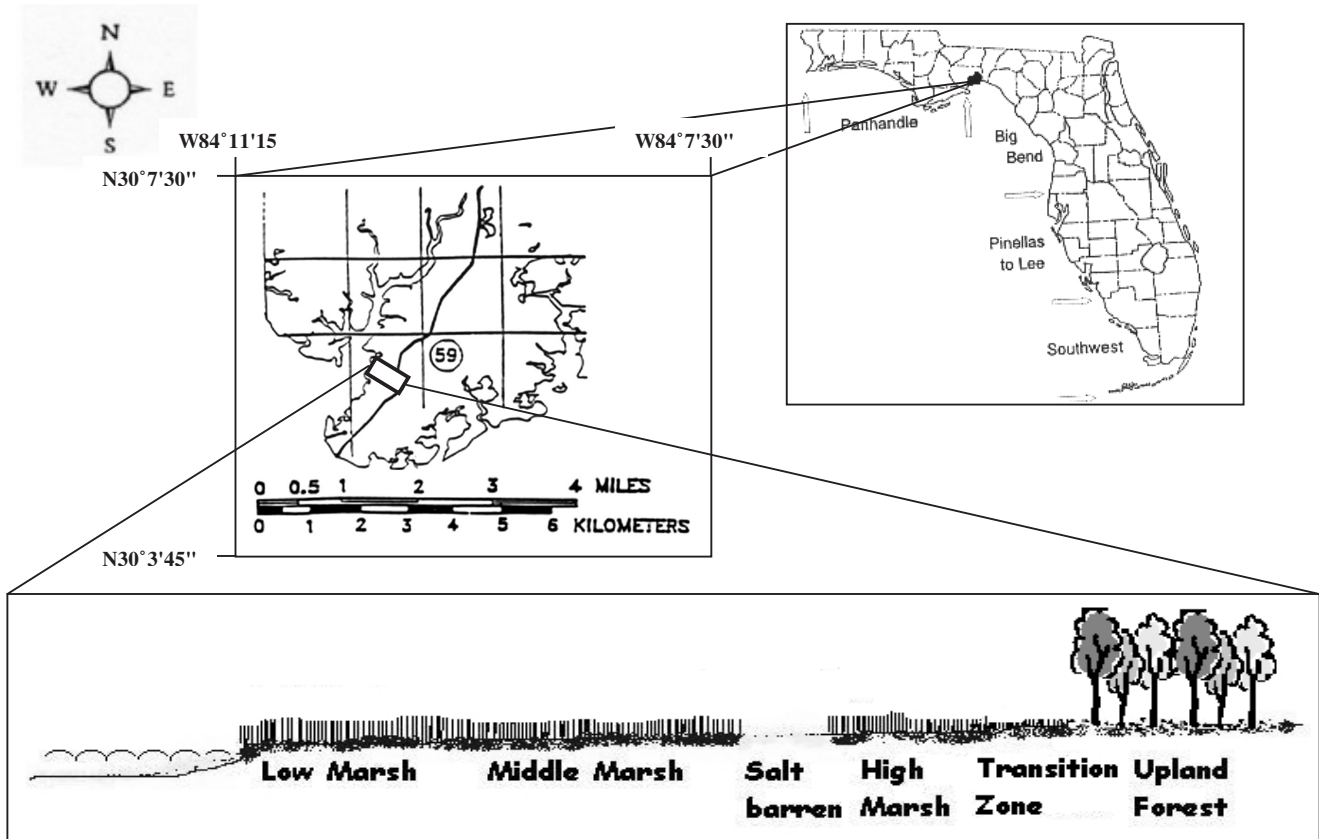 N
W E
S
W84°11'15
W84°7'30"
N30°7'30"
Panhandle
Big
Bend
Pinellas
to Lee
Southwest
59
0 0.5 1 2 3 4 MILES
0 1 2 3 4 5 6 KILOMETERS
N30°3'45"
Low Marsh
Middle Marsh
Salt
barren
High
Marsh
Transition
Zone
Upland
Forest